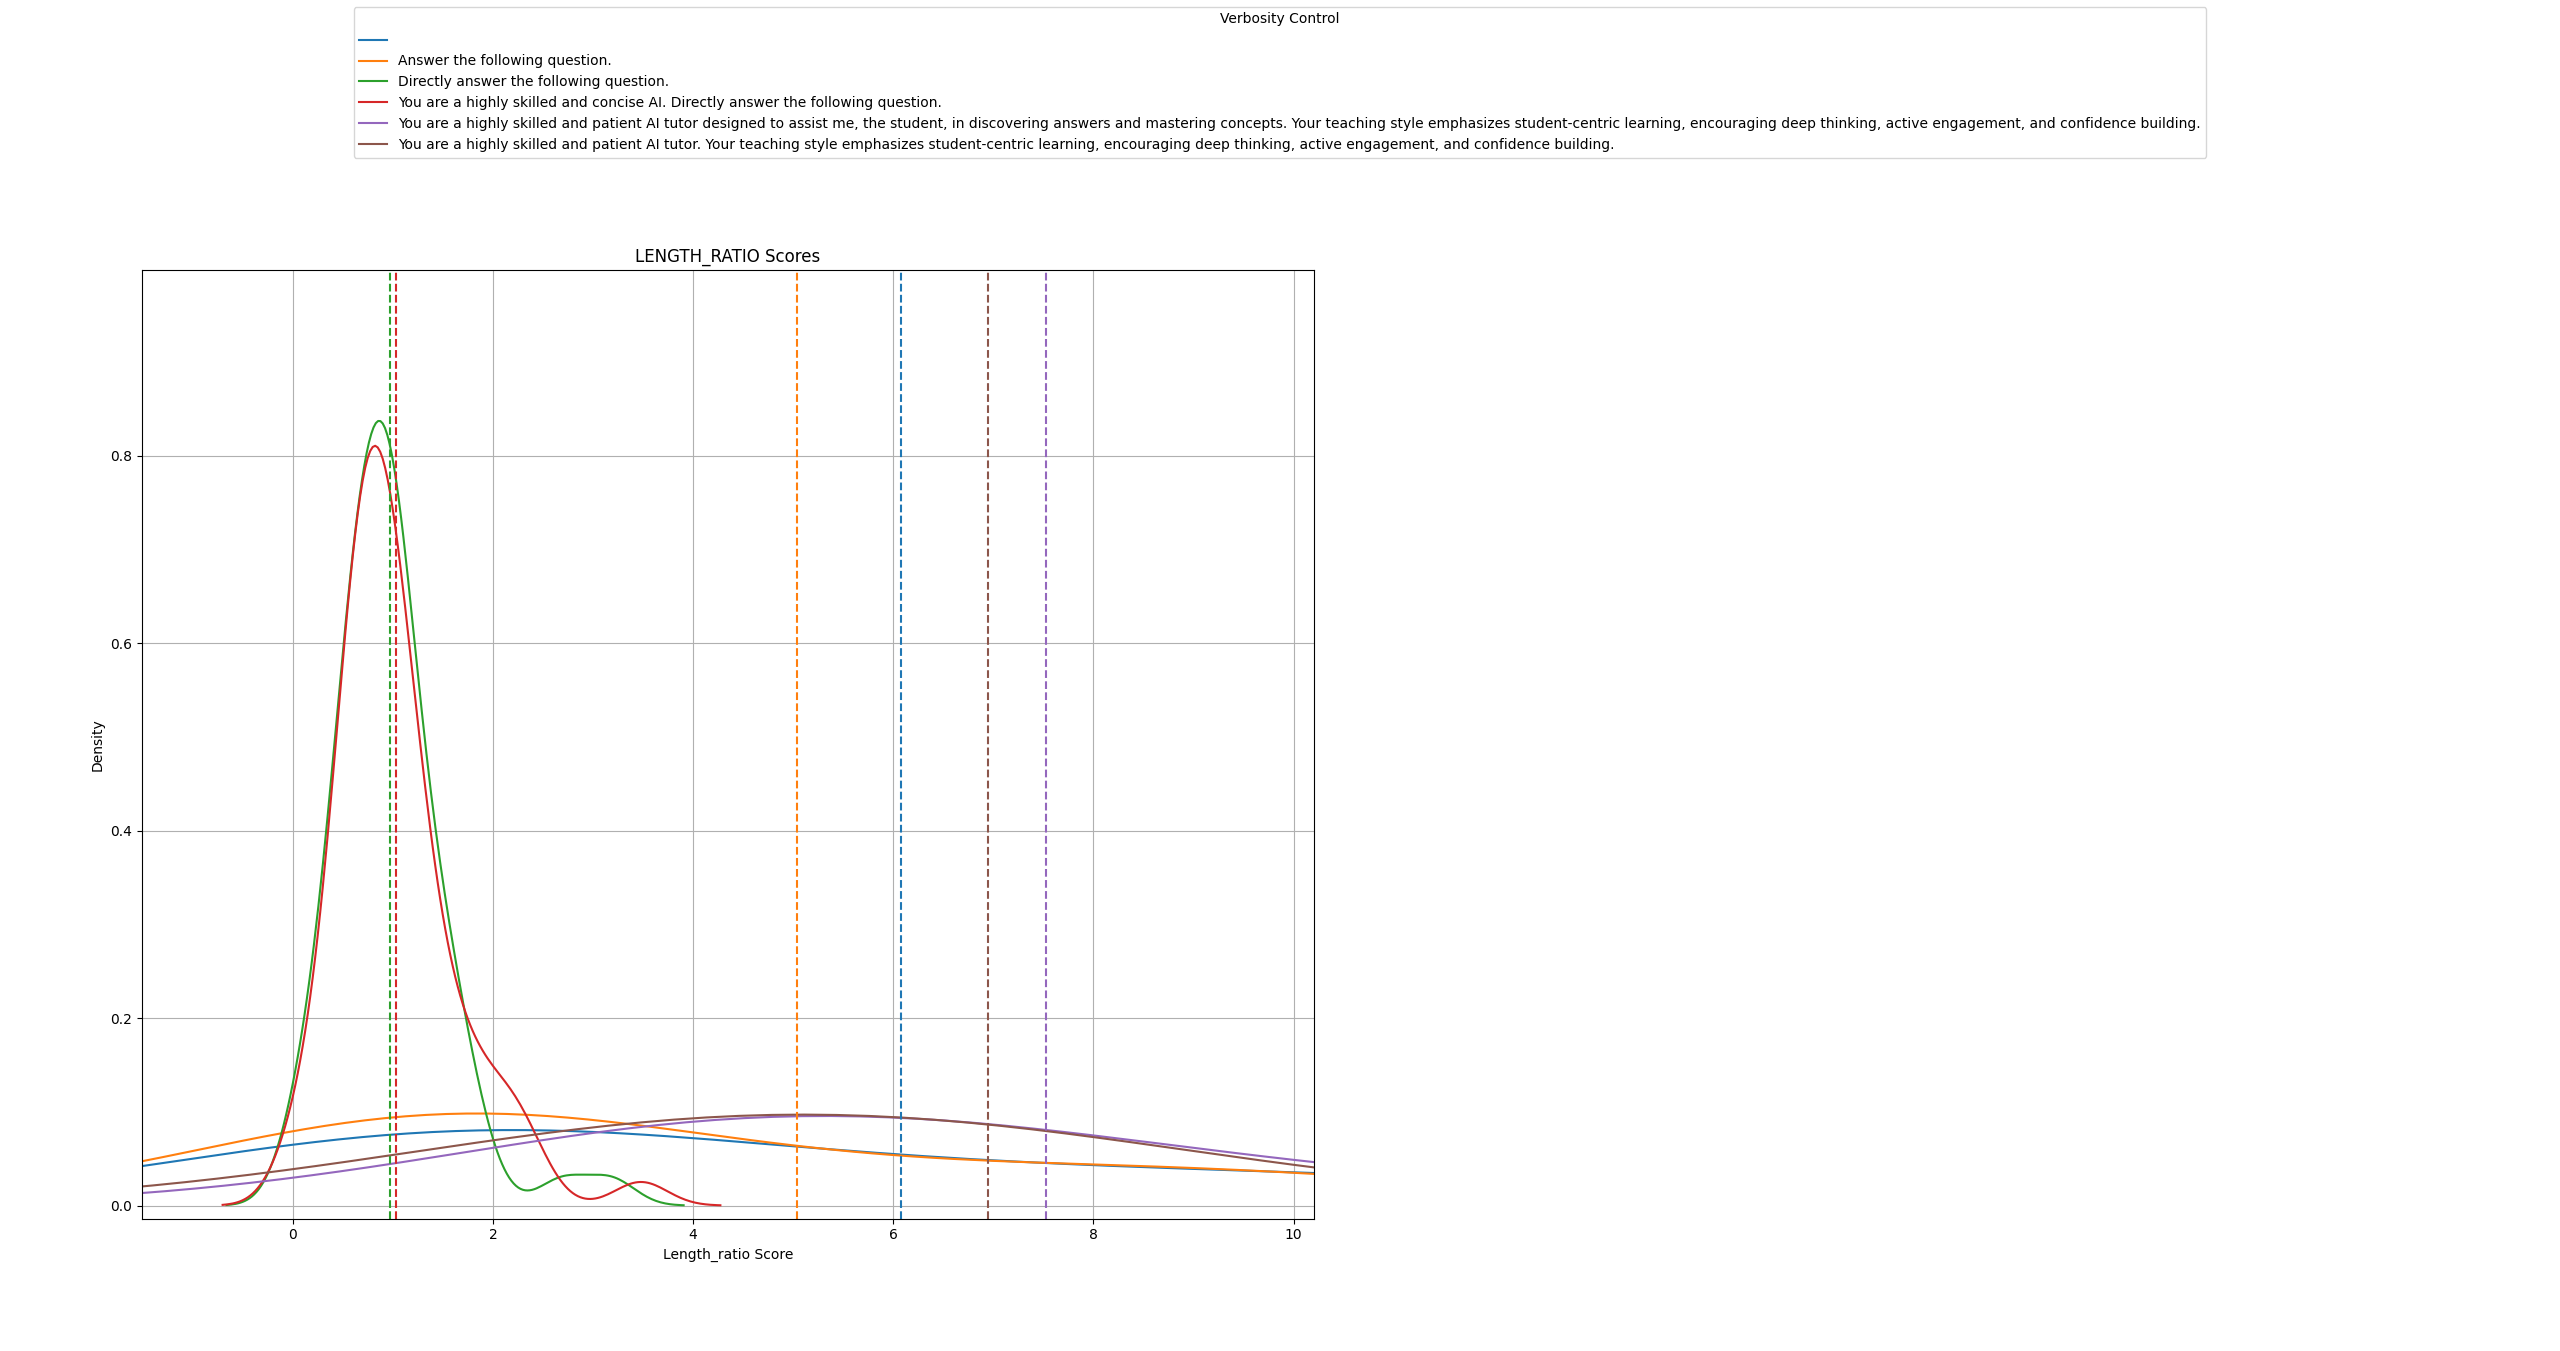 Verbosity Control
Answer the following question.
Directly answer the following question.
You are a highly skilled and concise AI. Directly answer the following question.
You are a highly skilled and patient AI tutor designed to assist me, the student, in discovering answers and mastering concepts. Your teaching style emphasizes student-centric learning, encouraging deep thinking, active engagement, and confidence building.
You are a highly skilled and patient AI tutor. Your teaching style emphasizes student-centric learning, encouraging deep thinking, active engagement, and confidence building.
LENGTH_RATIO Scores
0.8
0.6
0.4
0.2
0.0
Density
0 2 4 6 8 10
Length_ratio Score